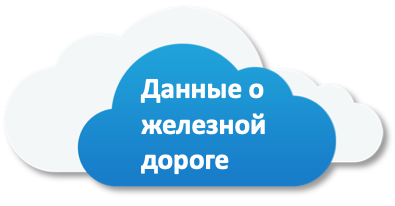 Данные о
железной
дороге